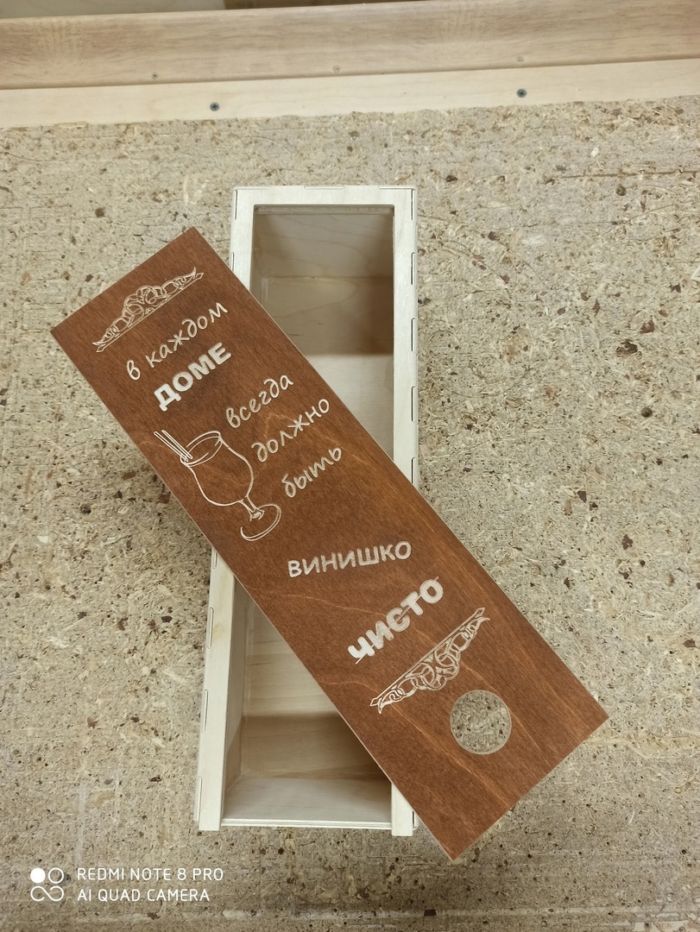 в каждом
ДОМЕ
всегда
должно
быть
ВИНИШКО
ЧИСТО
REDMI NOTE 8 PRO
AI QUAD CAMERA